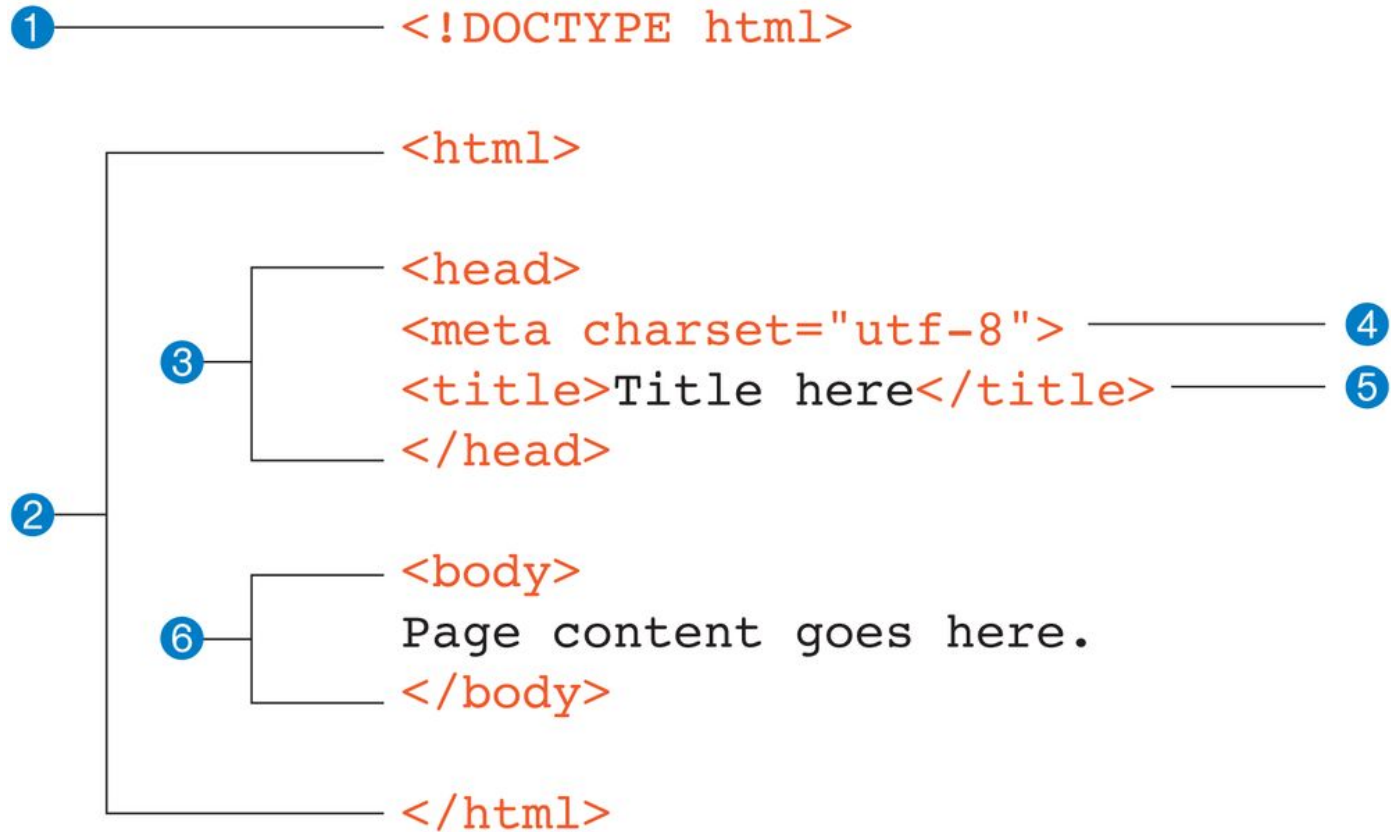 1 <!DOCTYPE html>
<html>
<head>
<meta charset="utf-8"> 4
3
<title>Title here</title> 5
</head>
2
<body>
6 Page content goes here.
</body>
</html>